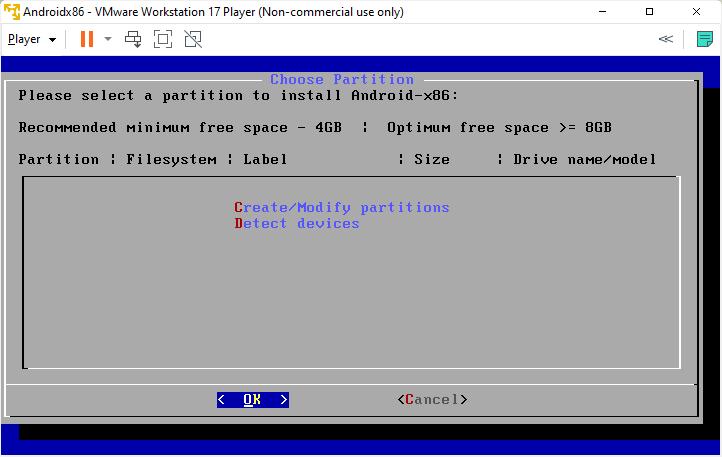 Androidx86 - VMware Workstation 17 Player (Non-commercial use only)
Player
Choose Partition
Please select a partition to install Android-x86:
Recommended minimum free space - 4GB ¦ Optimum free space >= 8GB
Partition ¦ Filesystem ¦ Label ¦ Size ¦ Drive name/model
Create/Modify partitions
Detect devices
< OK > <Cancel>